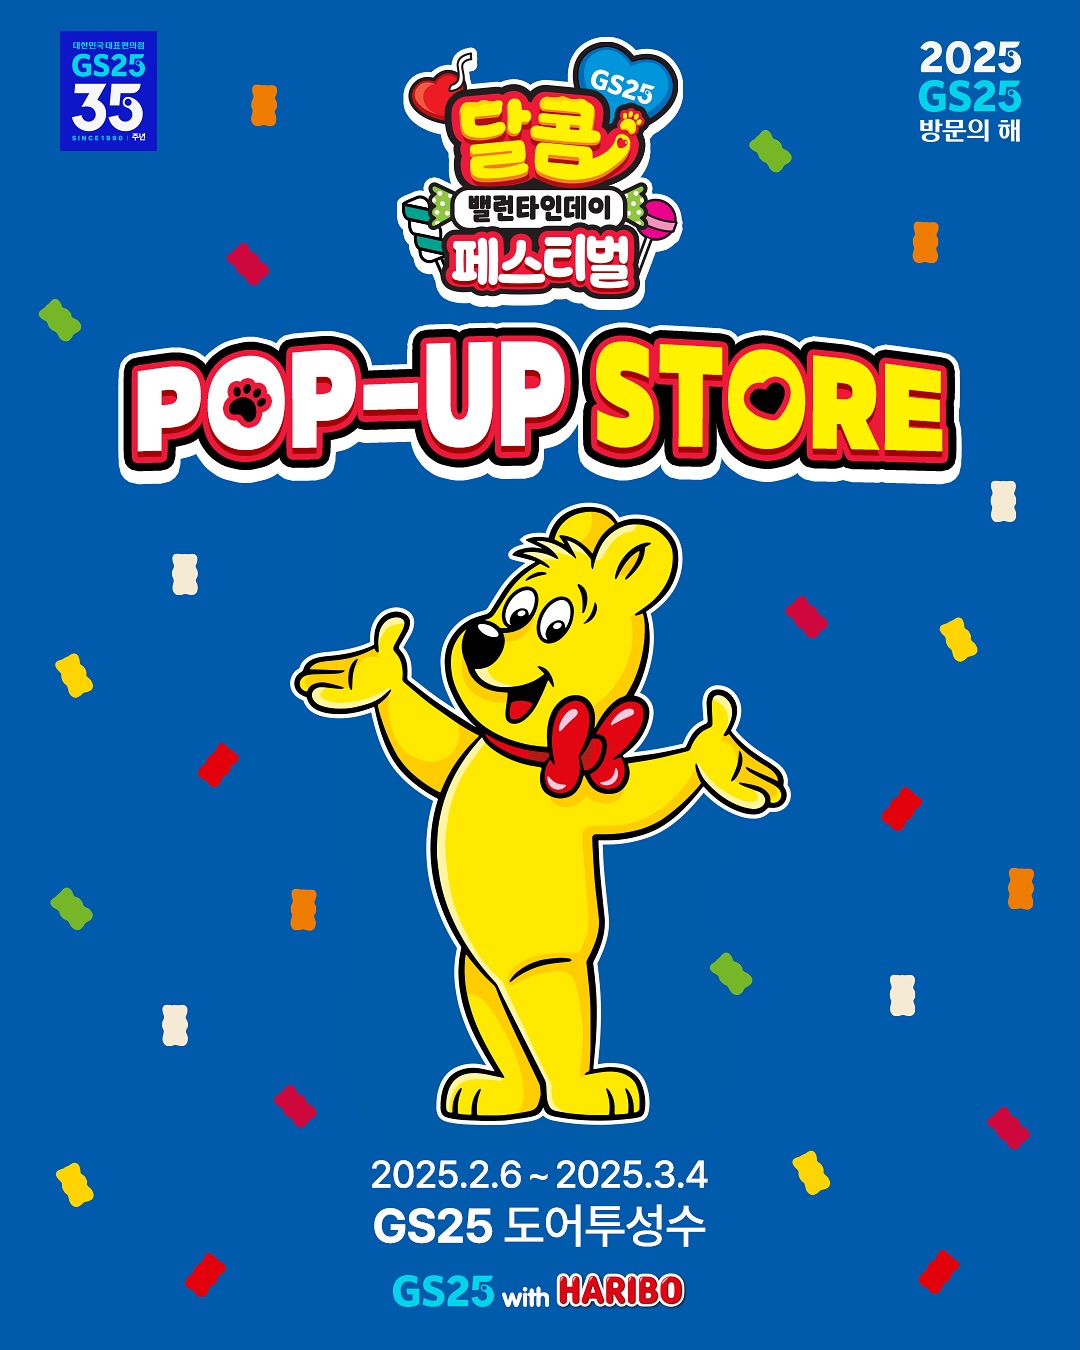 대한민국 대표 편의점
GS25
35
SINCE1990 | 주년
2025
GS25
방문의 해
GS25
달콤
밸런타인데이
페스티벌
POP-UP STORE
2025.2.6 ~ 2025.3.4
GS25 도어투성수
GS25 with HARIBO